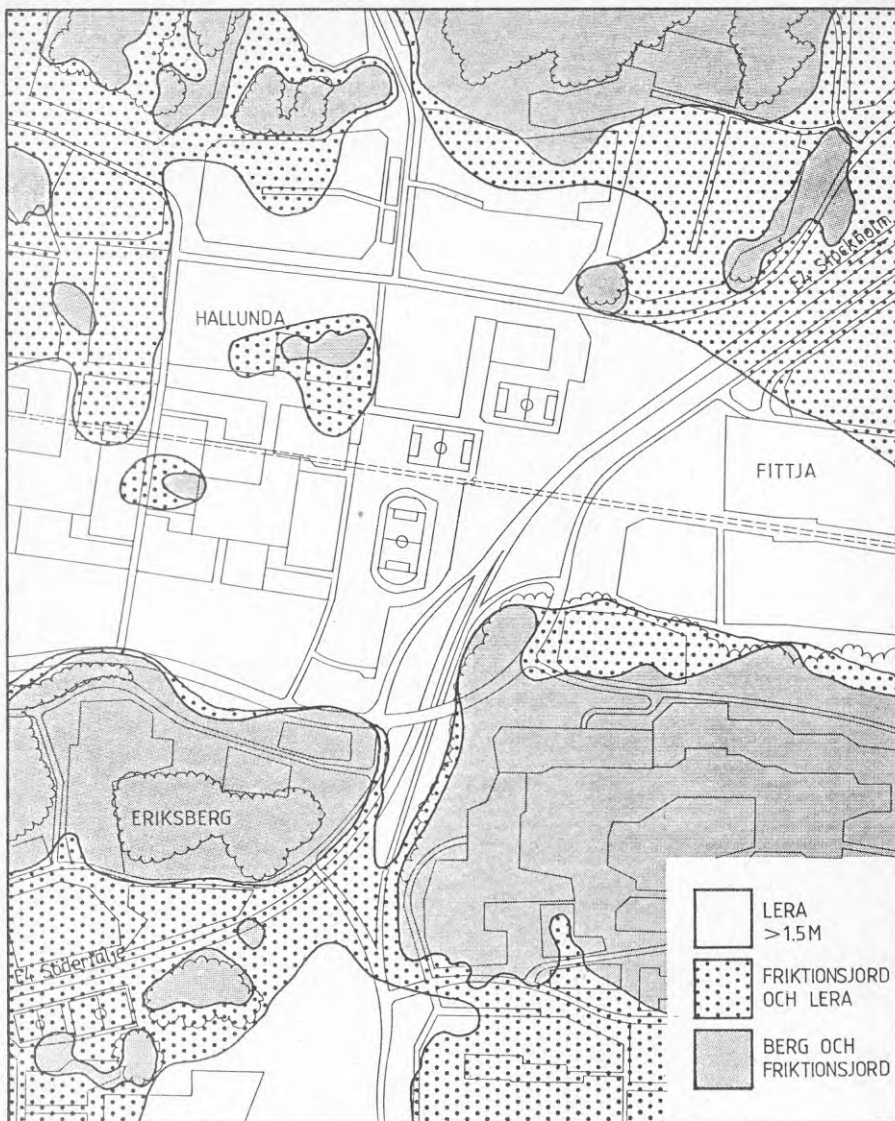 E4 Stockholm
HALLUNDA
FITTJA
ERIKSBERG
E4 Södertälje
LERA
>1.5M
FRIKTIONSJORD
OCH LERA
BERG OCH
FRIKTIONSJORD